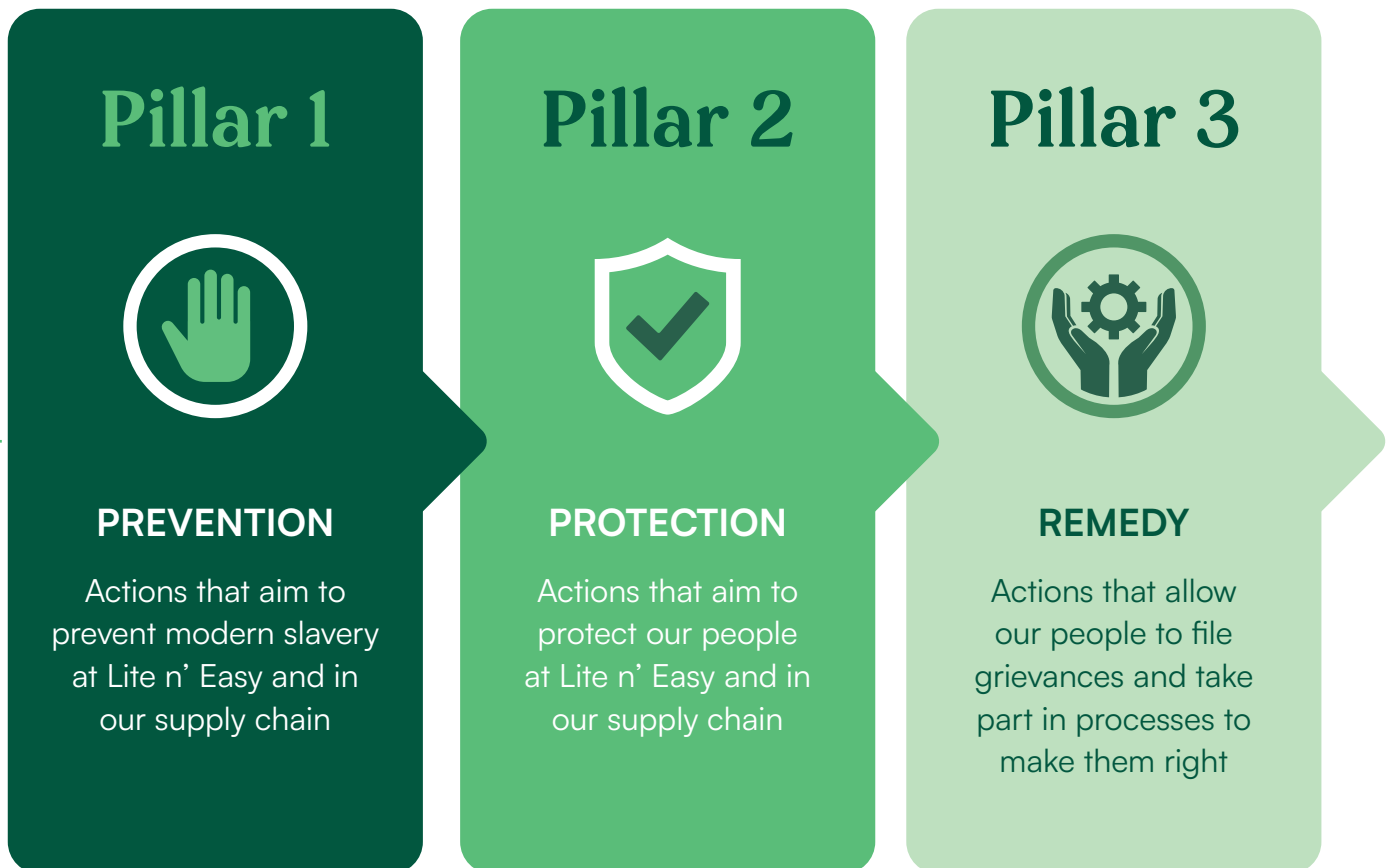 Pillar 1
PREVENTION
Actions that aim to
prevent modern slavery
at Lite n’ Easy and in
our supply chain
Pillar 2
PROTECTION
Actions that aim to
protect our people
at Lite n’ Easy and in
our supply chain
Pillar 3
REMEDY
Actions that allow
our people to file
grievances and take
part in processes to
make them right